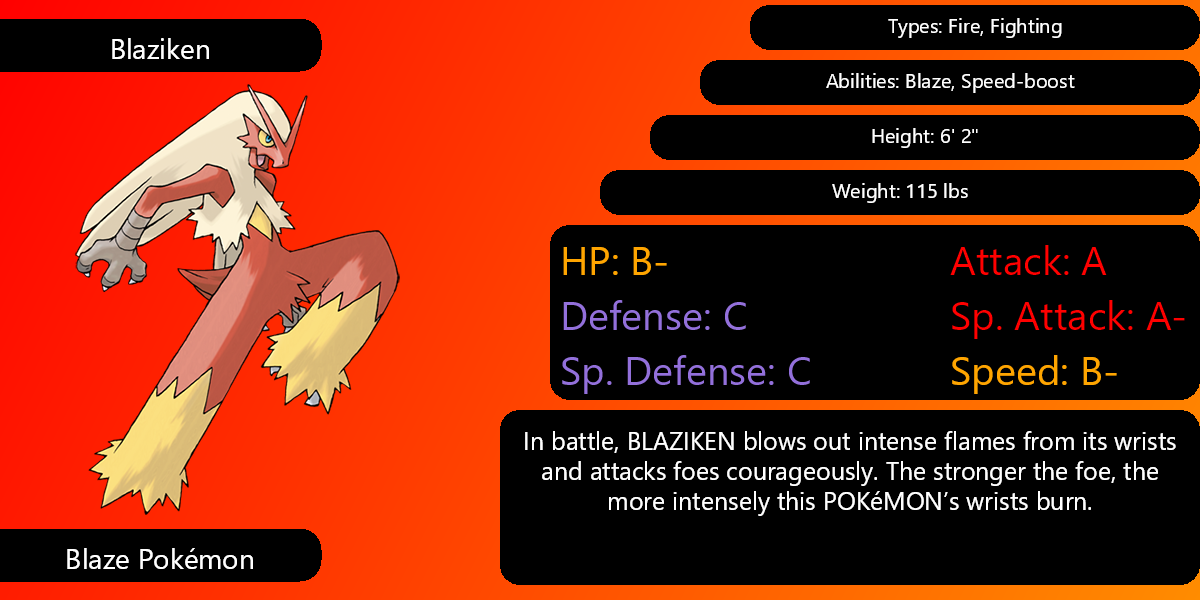 Blaziken
Types: Fire, Fighting
Abilities: Blaze, Speed-boost
Height: 6' 2"
Weight: 115 lbs
HP: B-
Attack: A
Defense: C
Sp. Attack: A-
Sp. Defense: C
Speed: B-
In battle, BLAZIKEN blows out intense flames from its wrists
and attacks foes courageously. The stronger the foe, the
more intensely this POKéMON’s wrists burn.
Blaze Pokémon